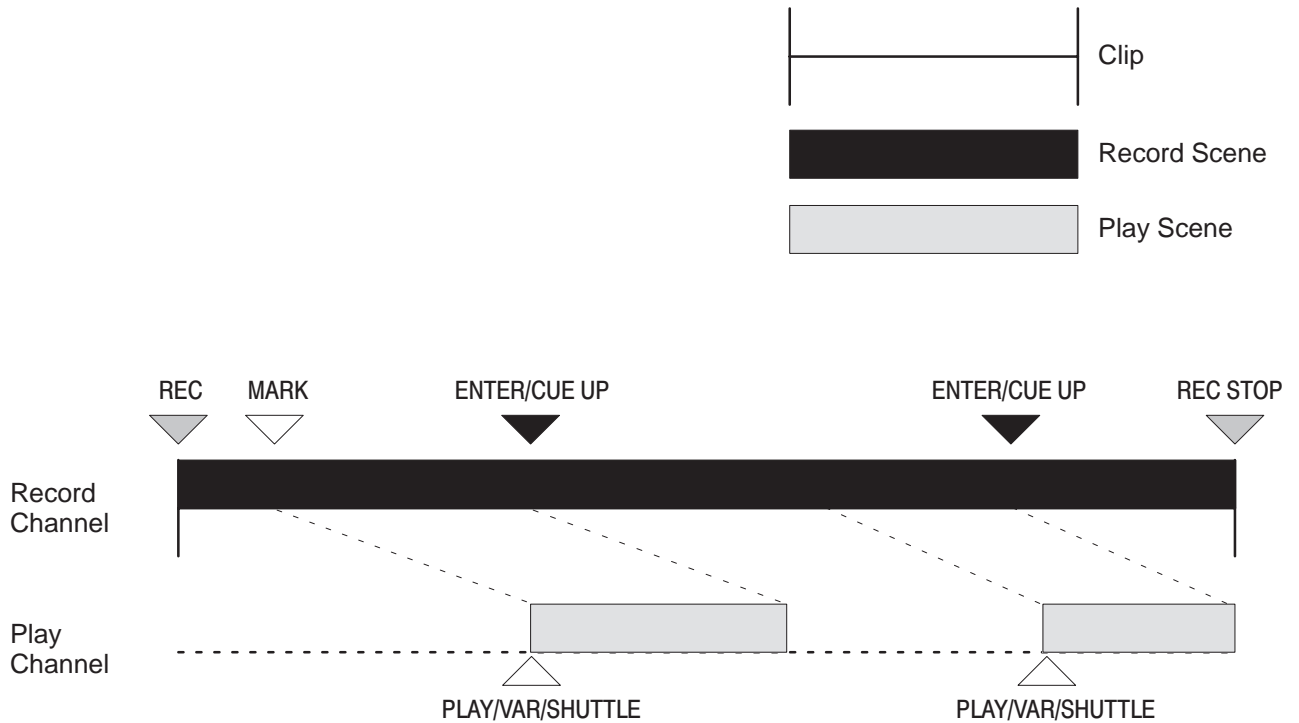 Clip
Record Scene
Play Scene
REC
MARK
ENTER/CUE UP
ENTER/CUE UP
REC STOP
Record
Channel
Play
Channel
PLAY/VAR/SHUTTLE
PLAY/VAR/SHUTTLE